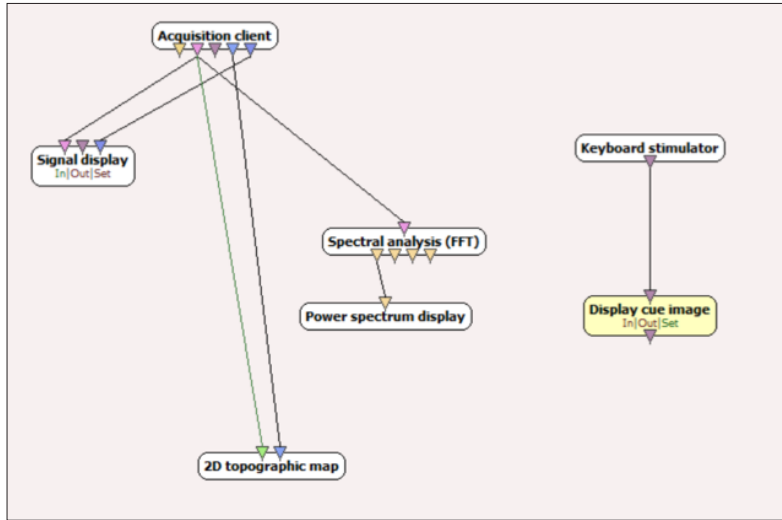 Acquisition client
Signal display
In|Out|Set
Keyboard stimulator
Spectral analysis (FFT)
Power spectrum display
Display cue image
In|Out|Set
2D topographic map